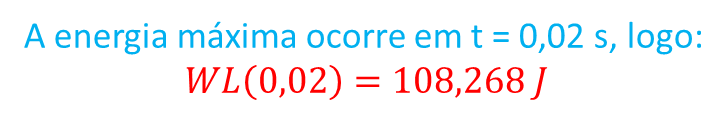 A energia máxima ocorre em t = 0,02 s, logo:
WL(0,02) = 108,268 J